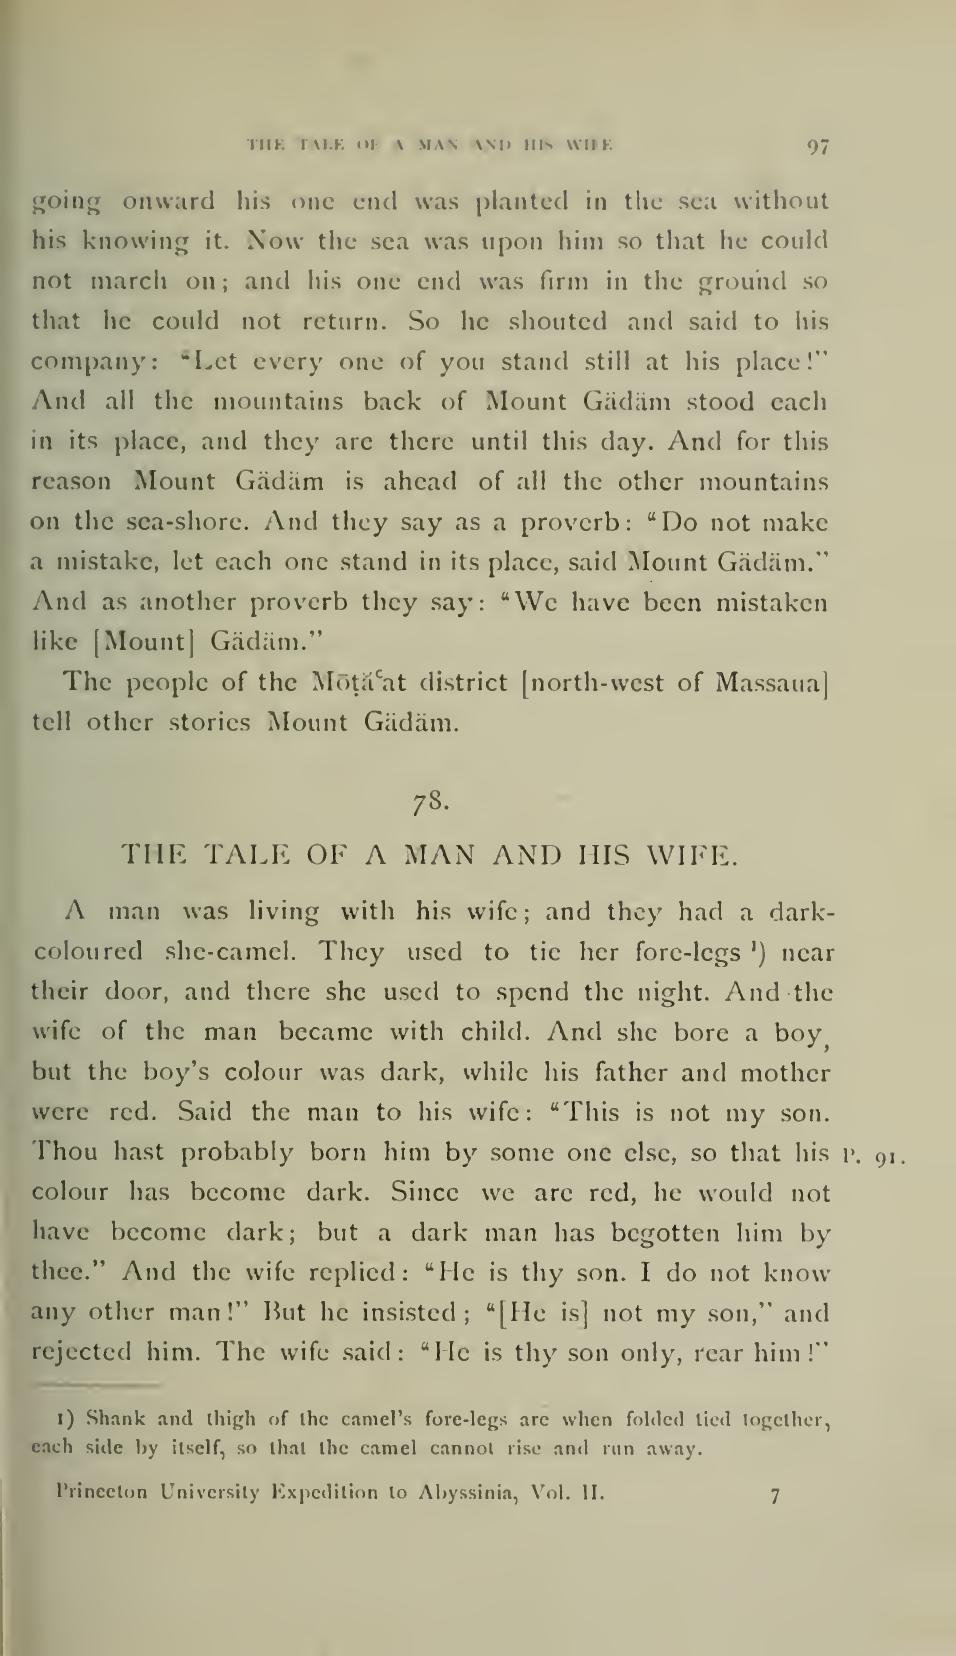 THE TALE OF A MAN AND HIS WIFE 97
going onward his one end was planted in the sea without
his knowing it. Now the sea was upon him so that he could
not march on; and his one end was firm in the ground so
that he could not return. So he shouted and said to his
company: “Let every one of you stand still at his place!”
And all the mountains back of Mount Gädäm stood each
in its place, and they are there until this day. And for this
reason Mount Gädäm is ahead of all the other mountains
on the sea-shore. And they say as a proverb: “Do not make
a mistake, let each one stand in its place, said Mount Gädäm.”
And as another proverb they say: “We have been mistaken
like [Mount] Gädäm.”
The people of the Mōṭäʿat district [north-west of Massaua]
tell other stories Mount Gädäm.
78.
THE TALE OF A MAN AND HIS WIFE.
A man was living with his wife; and they had a dark-
coloured she-camel. They used to tie her fore-legs ¹) near
their door, and there she used to spend the night. And the
wife of the man became with child. And she bore a boy,
but the boy’s colour was dark, while his father and mother
were red. Said the man to his wife: “This is not my son.
Thou hast probably born him by some one else, so that his P. 91.
colour has become dark. Since we are red, he would not
have become dark; but a dark man has begotten him by
thee.” And the wife replied: “He is thy son. I do not know
any other man!” But he insisted; “[He is] not my son,” and
rejected him. The wife said: “He is thy son only, rear him!”
1) Shank and thigh of the camel’s fore-legs are when folded tied together,
each side by itself, so that the camel cannot rise and run away.
Princeton University Expedition to Abyssinia, Vol. II. 7